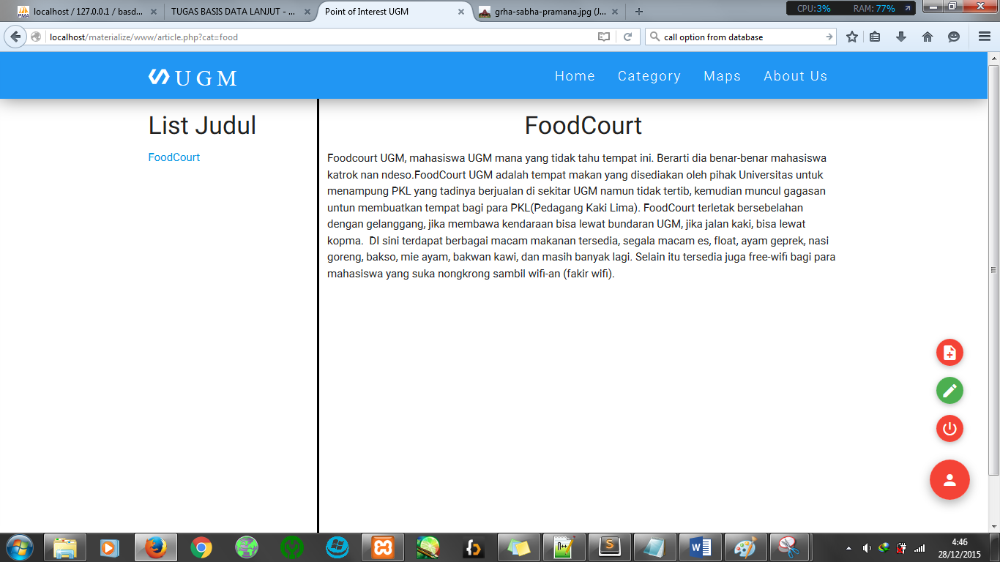 localhost / 127.0.0.1 / basd...
TUGAS BASIS DATA LANJUT - ...
Point of Interest UGM
grha-sabha-pramana.jpg (J...
CPU:3% RAM: 77%
localhost/materialize/www/article.php?cat=food
call option from database
UGM
Home Category Maps About Us
List Judul
FoodCourt
FoodCourt
Foodcourt UGM, mahasiswa UGM mana yang tidak tahu tempat ini. Berarti dia benar-benar mahasiswa
katrok nan ndeso.FoodCourt UGM adalah tempat makan yang disediakan oleh pihak Universitas untuk
menampung PKL yang tadinya berjualan di sekitar UGM namun tidak tertib, kemudian muncul gagasan
untun membuatkan tempat bagi para PKL(Pedagang Kaki Lima). FoodCourt terletak bersebelahan
dengan gelanggang, jika membawa kendaraan bisa lewat bundaran UGM, jika jalan kaki, bisa lewat
kopma.  DI sini terdapat berbagai macam makanan tersedia, segala macam es, float, ayam geprek, nasi
goreng, bakso, mie ayam, bakwan kawi, dan masih banyak lagi. Selain itu tersedia juga free-wifi bagi para
mahasiswa yang suka nongkrong sambil wifi-an (fakir wifi).
4:46
28/12/2015